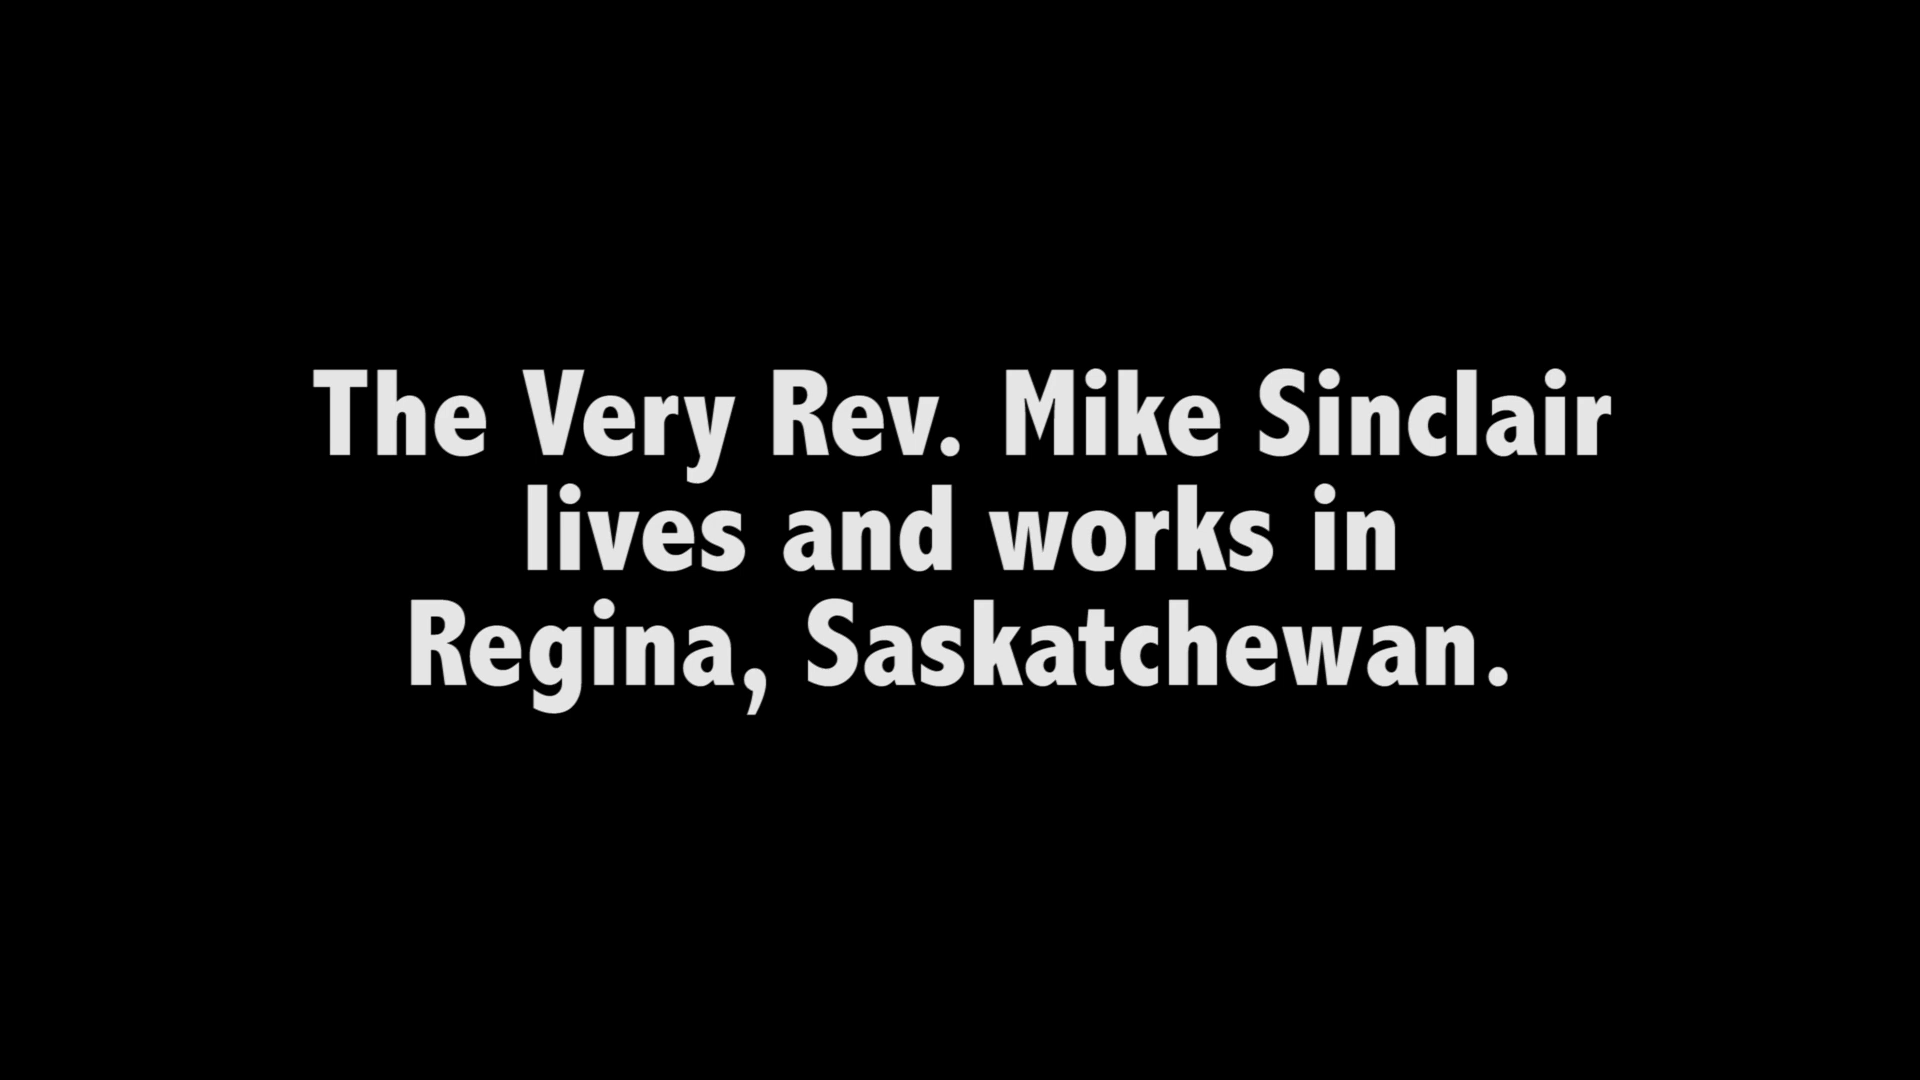 The Very Rev. Mike Sinclair
lives and works in
Regina, Saskatchewan.